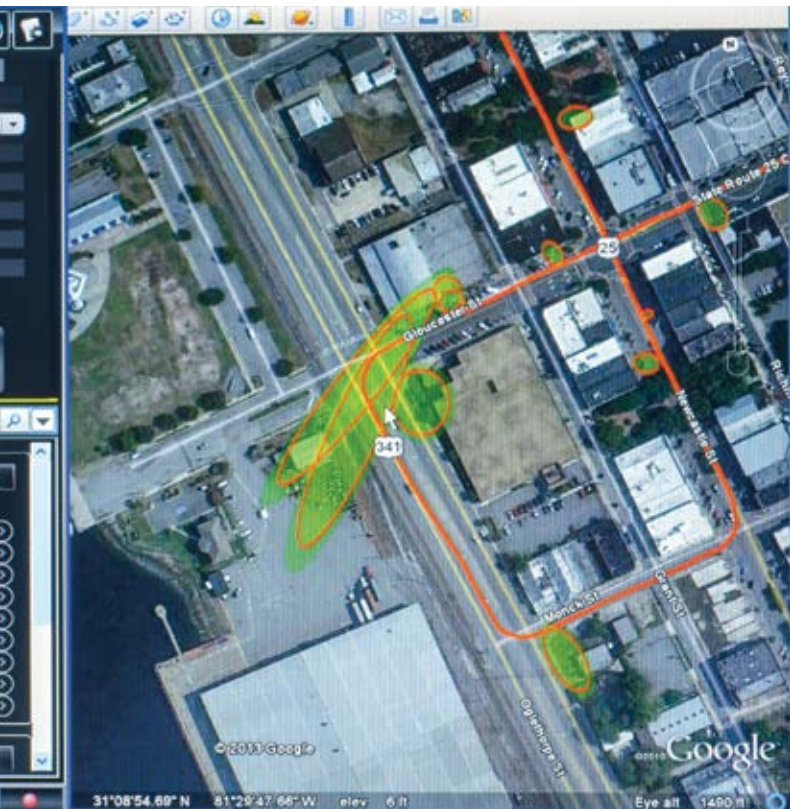 N
State Route 25 C
25
Gloucester St
341
Newcastle St
Monck St
Grant St
Oglethorpe St
© 2013 Google
©2013 Google
31°08'54.69" N 81°29'47.66" W elev 6 ft
Eye alt 1490 ft